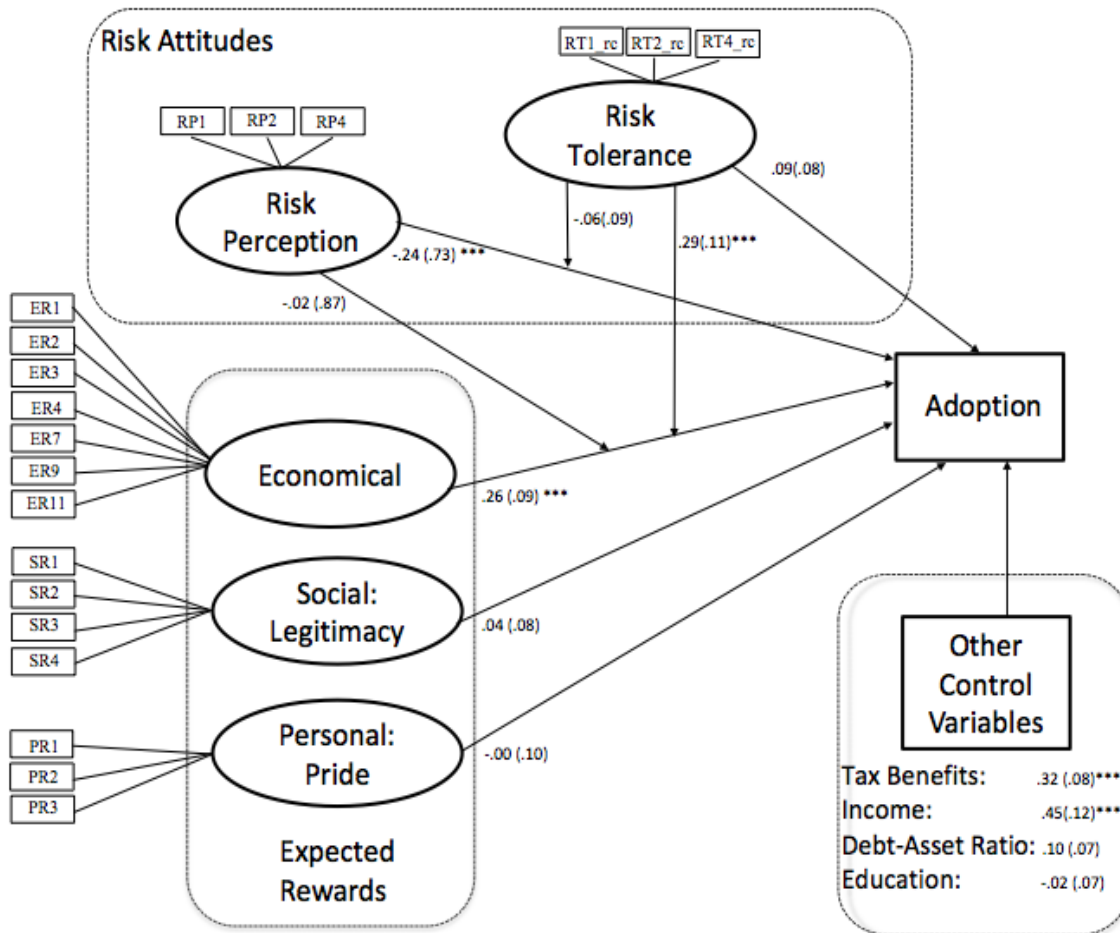 Risk Attitudes
RT1_rc
RT2_rc
RT4_rc
Risk
Tolerance
RP1
RP2
RP4
Risk
Perception
.09(.08)
-.06(.09)
.29(.11)***
-.24 (.73) ***
-.02 (.87)
ER1
ER2
ER3
ER4
ER7
ER9
ER11
Economical
.26 (.09) ***
Adoption
SR1
SR2
SR3
SR4
Social:
Legitimacy
.04 (.08)
PR1
PR2
PR3
Personal:
Pride
-.00 (.10)
Expected
Rewards
Other
Control
Variables
Tax Benefits: .32 (.08)***
Income: .45(.12)***
Debt-Asset Ratio: .10 (.07)
Education: -.02 (.07)